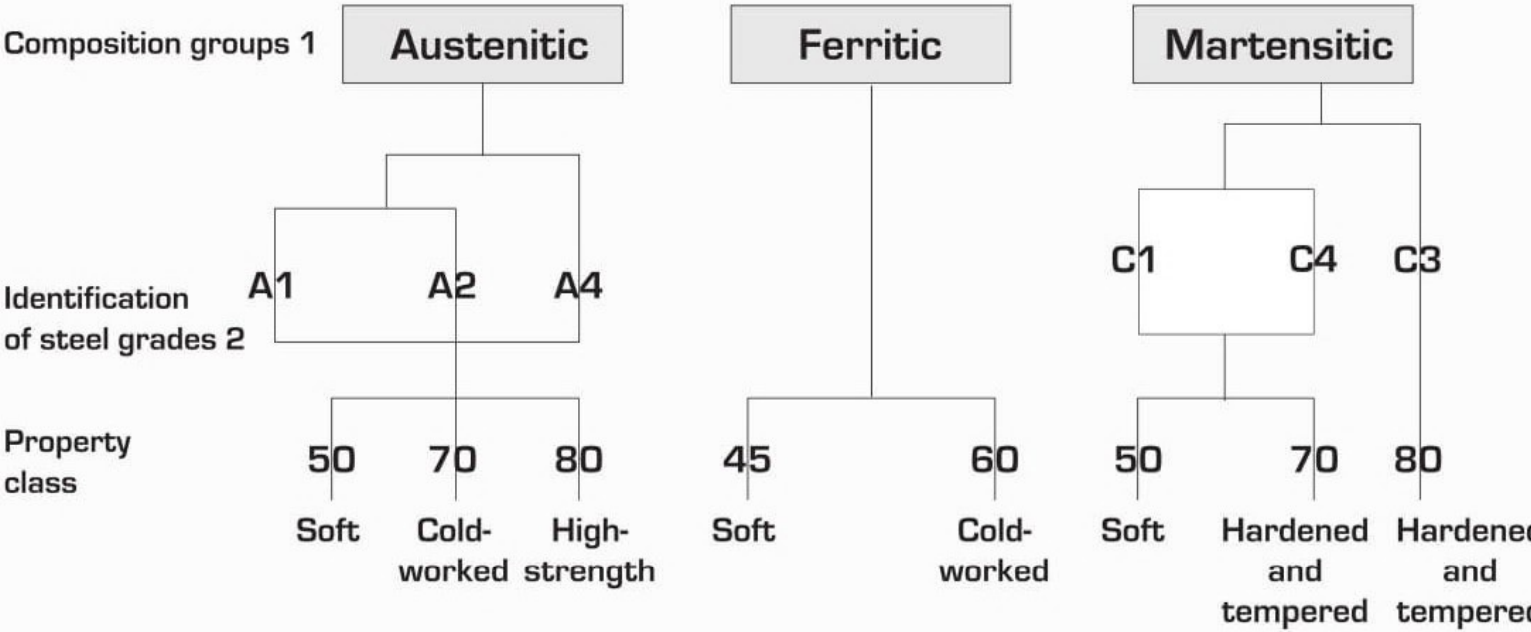 Composition groups 1
Austenitic
Ferritic
Martensitic
Identification
of steel grades 2
A1
A2
A4
C1
C4
C3
Property
class
50
70
80
45
60
50
70
80
Soft
Cold-
worked
High-
strength
Soft
Cold-
worked
Soft
Hardened
and
tempered
Hardened
and
tempered